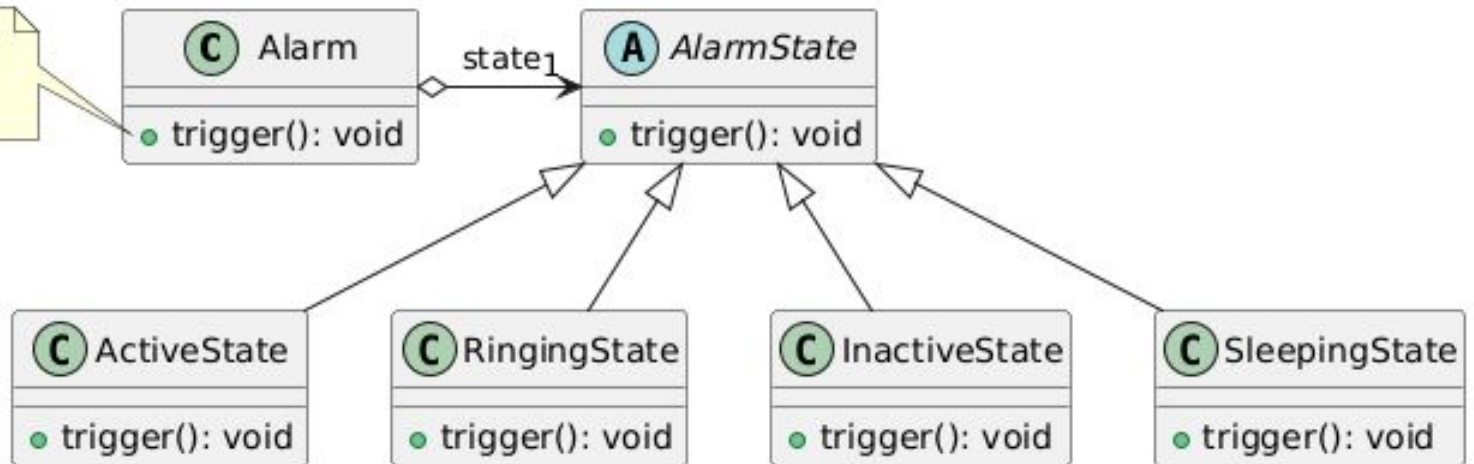 C Alarm
state
1
A AlarmState
+ trigger(): void
+ trigger(): void
C ActiveState
C RingingState
C InactiveState
C SleepingState
trigger(): void
trigger(): void
trigger(): void
trigger(): void